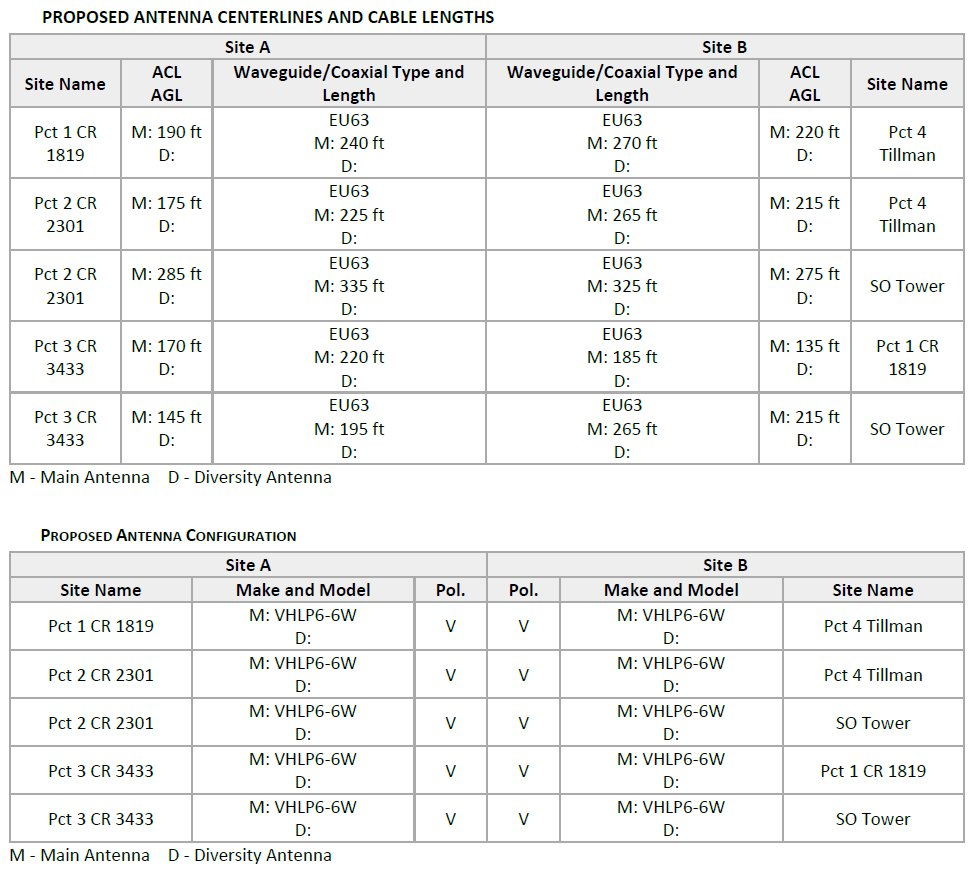 PROPOSED ANTENNA CENTERLINES AND CABLE LENGTHS
Site A Site B
Site Name ACL AGL Waveguide/Coaxial Type and Length Waveguide/Coaxial Type and Length ACL AGL Site Name
Pct 1 CR 1819 M: 190 ft D: EU63 M: 240 ft D: EU63 M: 270 ft D: M: 220 ft D: Pct 4 Tillman
Pct 2 CR 2301 M: 175 ft D: EU63 M: 225 ft D: EU63 M: 265 ft D: M: 215 ft D: Pct 4 Tillman
Pct 2 CR 2301 M: 285 ft D: EU63 M: 335 ft D: EU63 M: 325 ft D: M: 275 ft D: SO Tower
Pct 3 CR 3433 M: 170 ft D: EU63 M: 220 ft D: EU63 M: 185 ft D: M: 135 ft D: Pct 1 CR 1819
Pct 3 CR 3433 M: 145 ft D: EU63 M: 195 ft D: EU63 M: 265 ft D: M: 215 ft D: SO Tower
M - Main Antenna D - Diversity Antenna
PROPOSED ANTENNA CONFIGURATION
Site A Site B
Site Name Make and Model Pol. Pol. Make and Model Site Name
Pct 1 CR 1819 M: VHLP6-6W D: V V M: VHLP6-6W D: Pct 4 Tillman
Pct 2 CR 2301 M: VHLP6-6W D: V V M: VHLP6-6W D: Pct 4 Tillman
Pct 2 CR 2301 M: VHLP6-6W D: V V M: VHLP6-6W D: SO Tower
Pct 3 CR 3433 M: VHLP6-6W D: V V M: VHLP6-6W D: Pct 1 CR 1819
Pct 3 CR 3433 M: VHLP6-6W D: V V M: VHLP6-6W D: SO Tower
M - Main Antenna D - Diversity Antenna